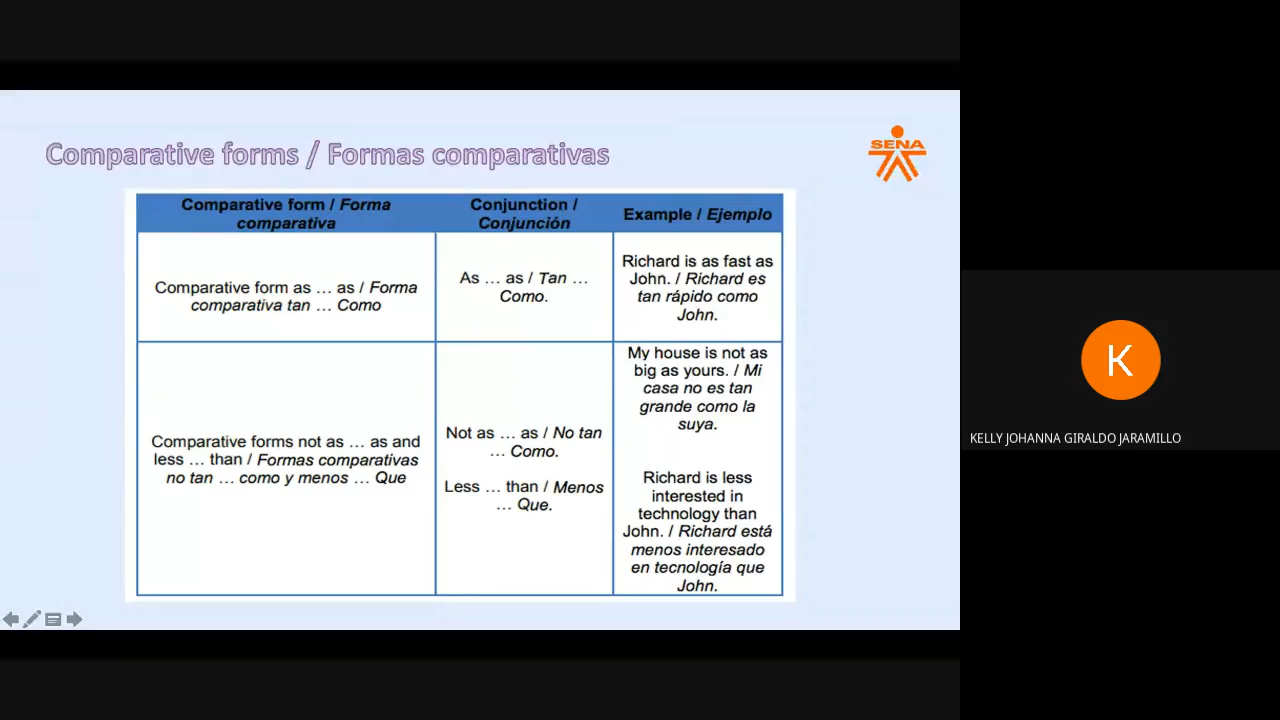 Comparative forms / Formas comparativas
SENA
Comparative form / Forma
comparativa
Conjunction /
Conjunción
Example / Ejemplo
Comparative form as … as / Forma
comparativa tan … Como
As … as / Tan …
Como.
Richard is as fast as
John. / Richard es
tan rápido como
John.
Comparative forms not as … as and
less … than / Formas comparativas
no tan … como y menos … Que
Not as … as / No tan
… Como.
Less … than / Menos
… Que.
My house is not as
big as yours. / Mi
casa no es tan
grande como la
suya.
Richard is less
interested in
technology than
John. / Richard está
menos interesado
en tecnología que
John.
K
KELLY JOHANNA GIRALDO JARAMILLO